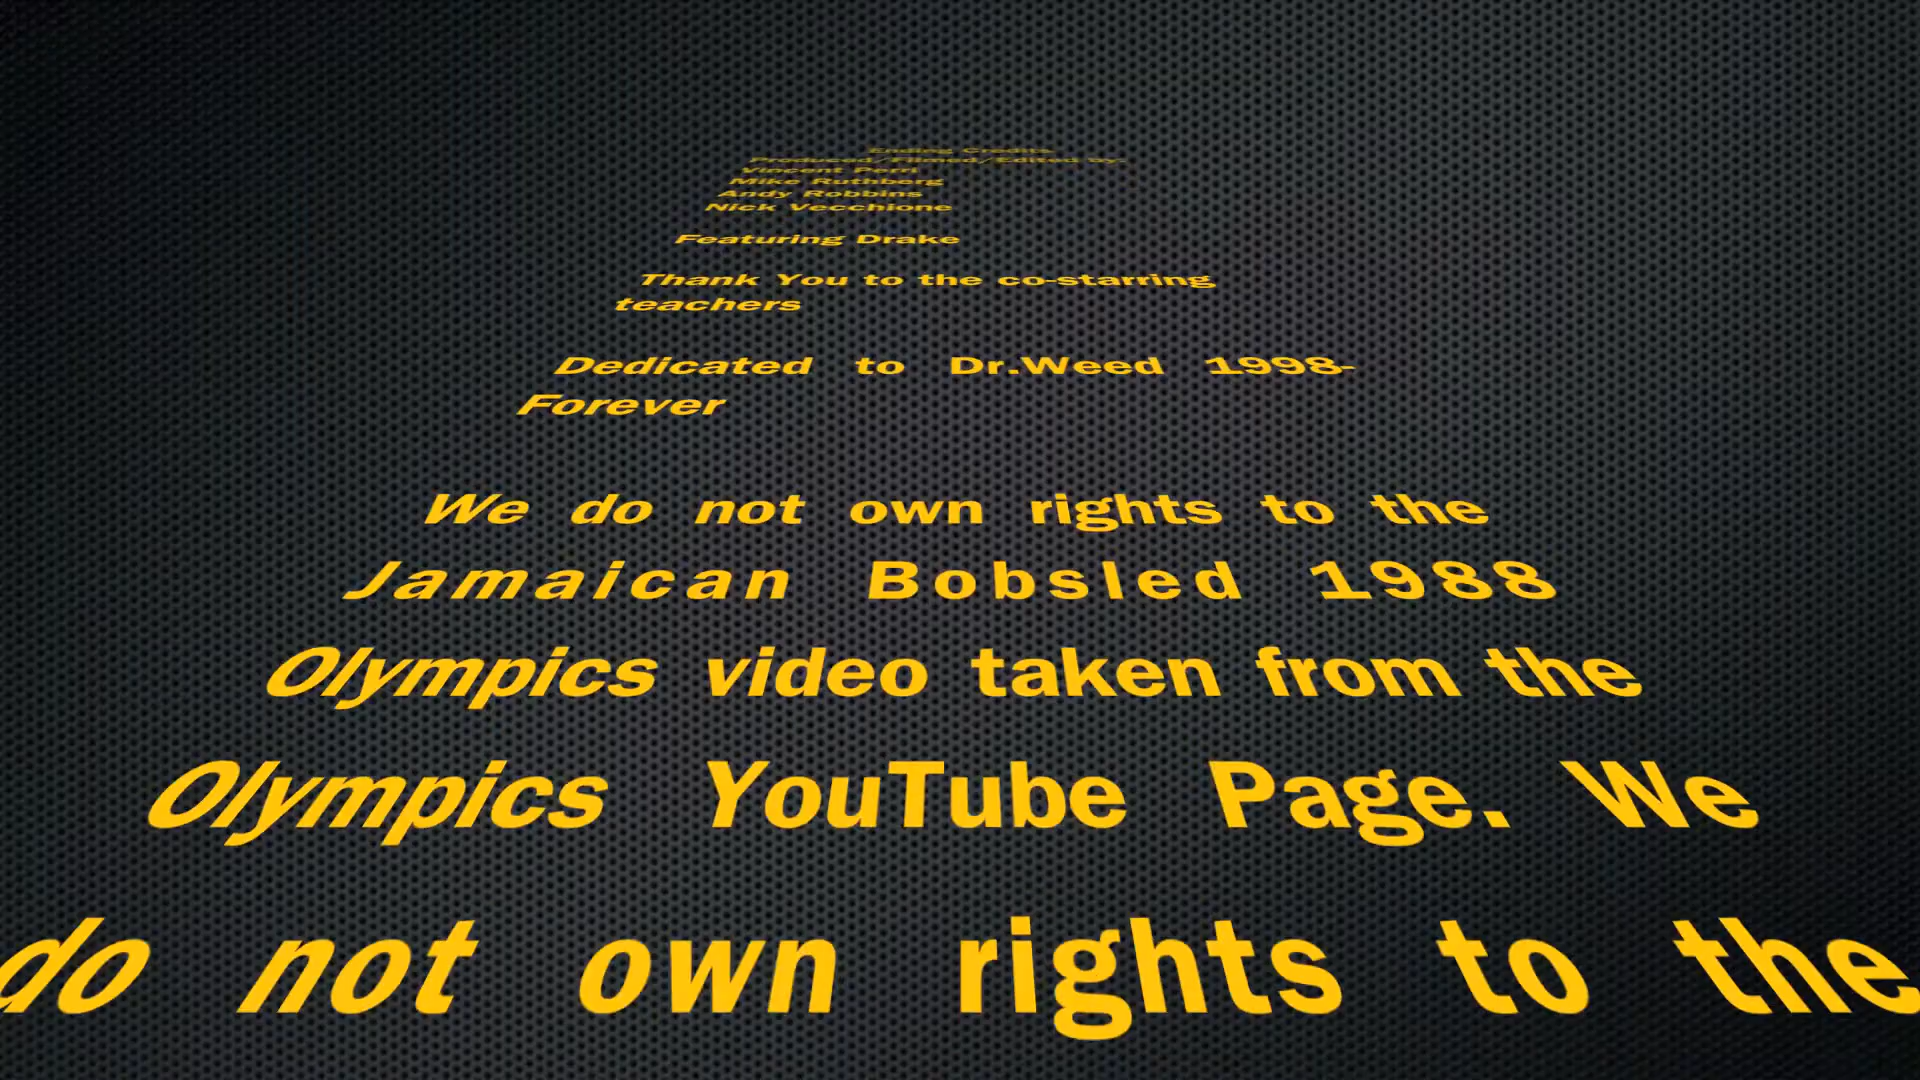 Ending Credits
Produced/Filmed/Edited by:
Vincent Perri
Mike Ruthberg
Andy Robbins
Nick Vecchione
Featuring Drake
Thank You to the co-starring
teachers
Dedicated to Dr.Weed 1998-
Forever
We do not own rights to the
Jamaican Bobsled 1988
Olympics video taken from the
Olympics YouTube Page. We
do not own rights to the